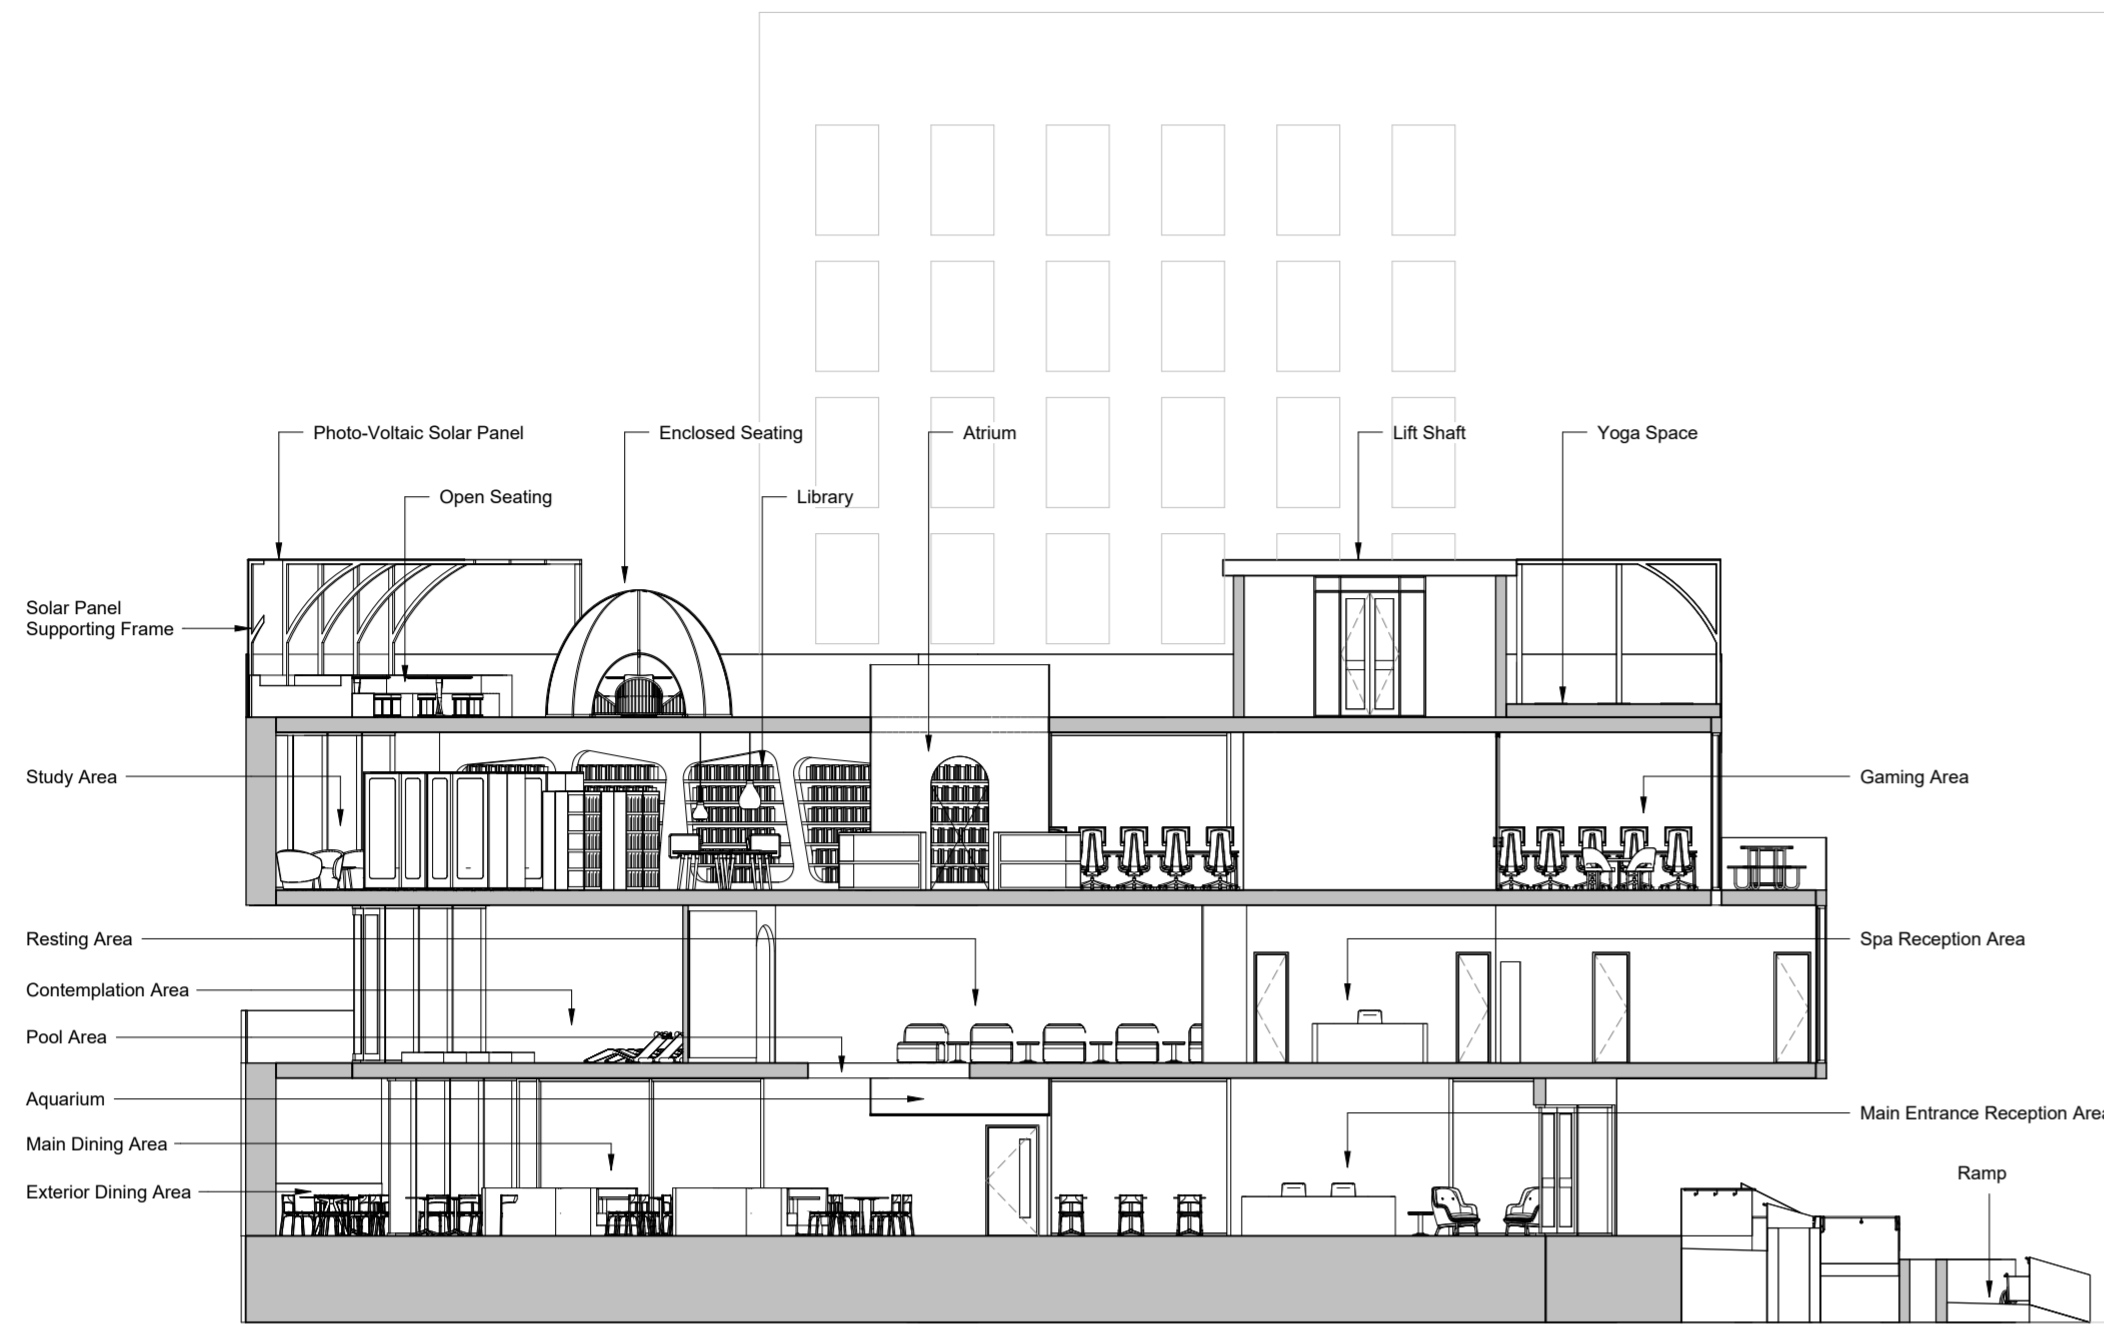 Photo-Voltaic Solar Panel
Enclosed Seating
Atrium
Lift Shaft
Yoga Space
Open Seating
Library
Solar Panel
Supporting Frame
Study Area
Gaming Area
Resting Area
Spa Reception Area
Contemplation Area
Pool Area
Aquarium
Main Entrance Reception Area
Main Dining Area
Ramp
Exterior Dining Area